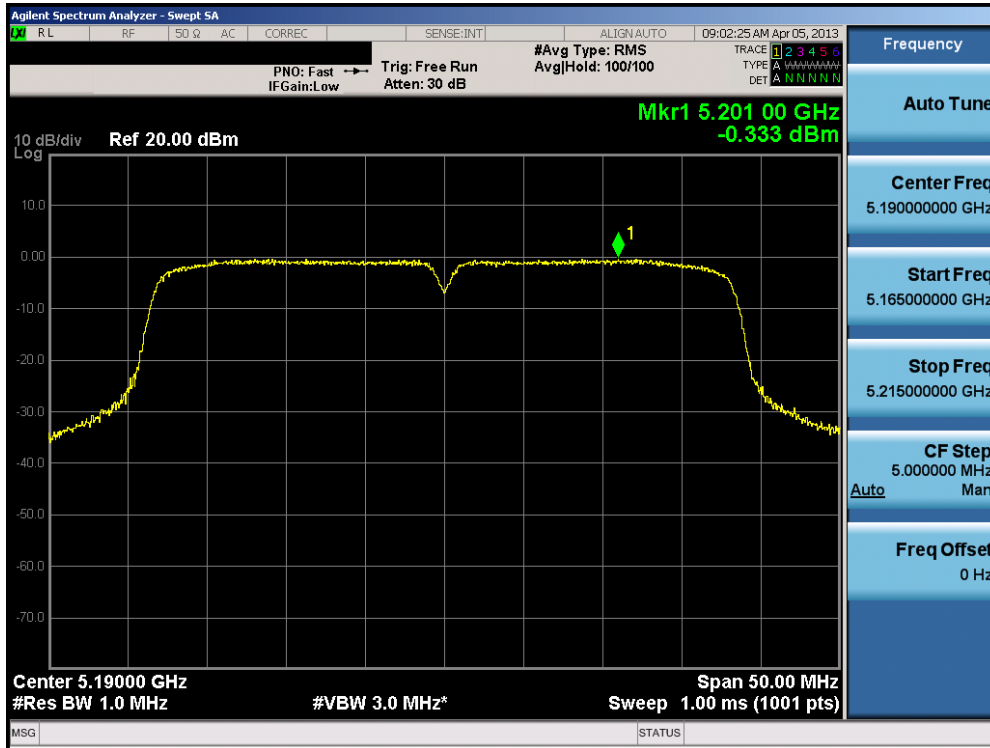 Agilent Spectrum Analyzer - Swept SA
LXI RL RF 50 Ω AC CORREC SENSE:INT ALIGN AUTO 09:02:25 AM Apr 05, 2013
PNO: Fast Trig: Free Run #Avg Type: RMS TRACE 1 2 3 4 5 6
IFGain:Low Atten: 30 dB Avg|Hold: 100/100 TYPE A WWWWW
DET A N N N N N
Mkr1 5.201 00 GHz
-0.333 dBm
10 dB/div Ref 20.00 dBm
Log
10.0
0.00
-10.0
-20.0
-30.0
-40.0
-50.0
-60.0
-70.0
1
Center 5.19000 GHz Span 50.00 MHz
#Res BW 1.0 MHz #VBW 3.0 MHz* Sweep 1.00 ms (1001 pts)
MSG STATUS
Frequency
Auto Tune
Center Freq
5.190000000 GHz
Start Freq
5.165000000 GHz
Stop Freq
5.215000000 GHz
CF Step
5.000000 MHz
Auto Man
Freq Offset
0 Hz